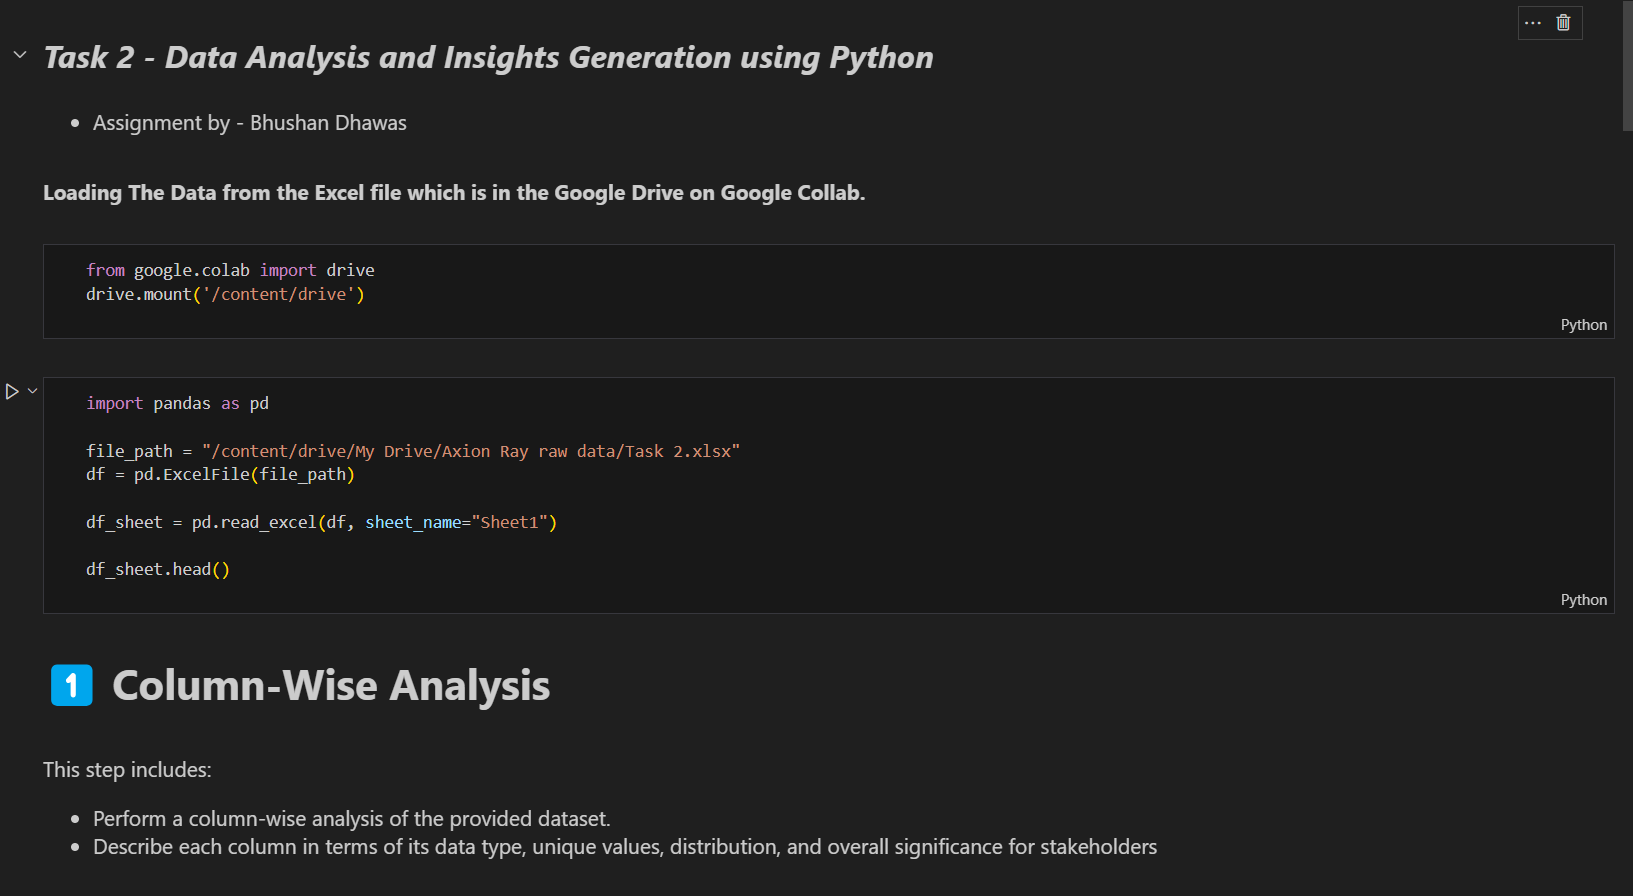 Task 2 - Data Analysis and Insights Generation using Python
Assignment by - Bhushan Dhawas
Loading The Data from the Excel file which is in the Google Drive on Google Collab.
from google.colab import drive
drive.mount('/content/drive')
Python
import pandas as pd
file_path = "/content/drive/My Drive/Axion Ray raw data/Task 2.xlsx"
df = pd.ExcelFile(file_path)
df_sheet = pd.read_excel(df, sheet_name="Sheet1")
df_sheet.head()
Python
1 Column-Wise Analysis
This step includes:
Perform a column-wise analysis of the provided dataset.
Describe each column in terms of its data type, unique values, distribution, and overall significance for stakeholders